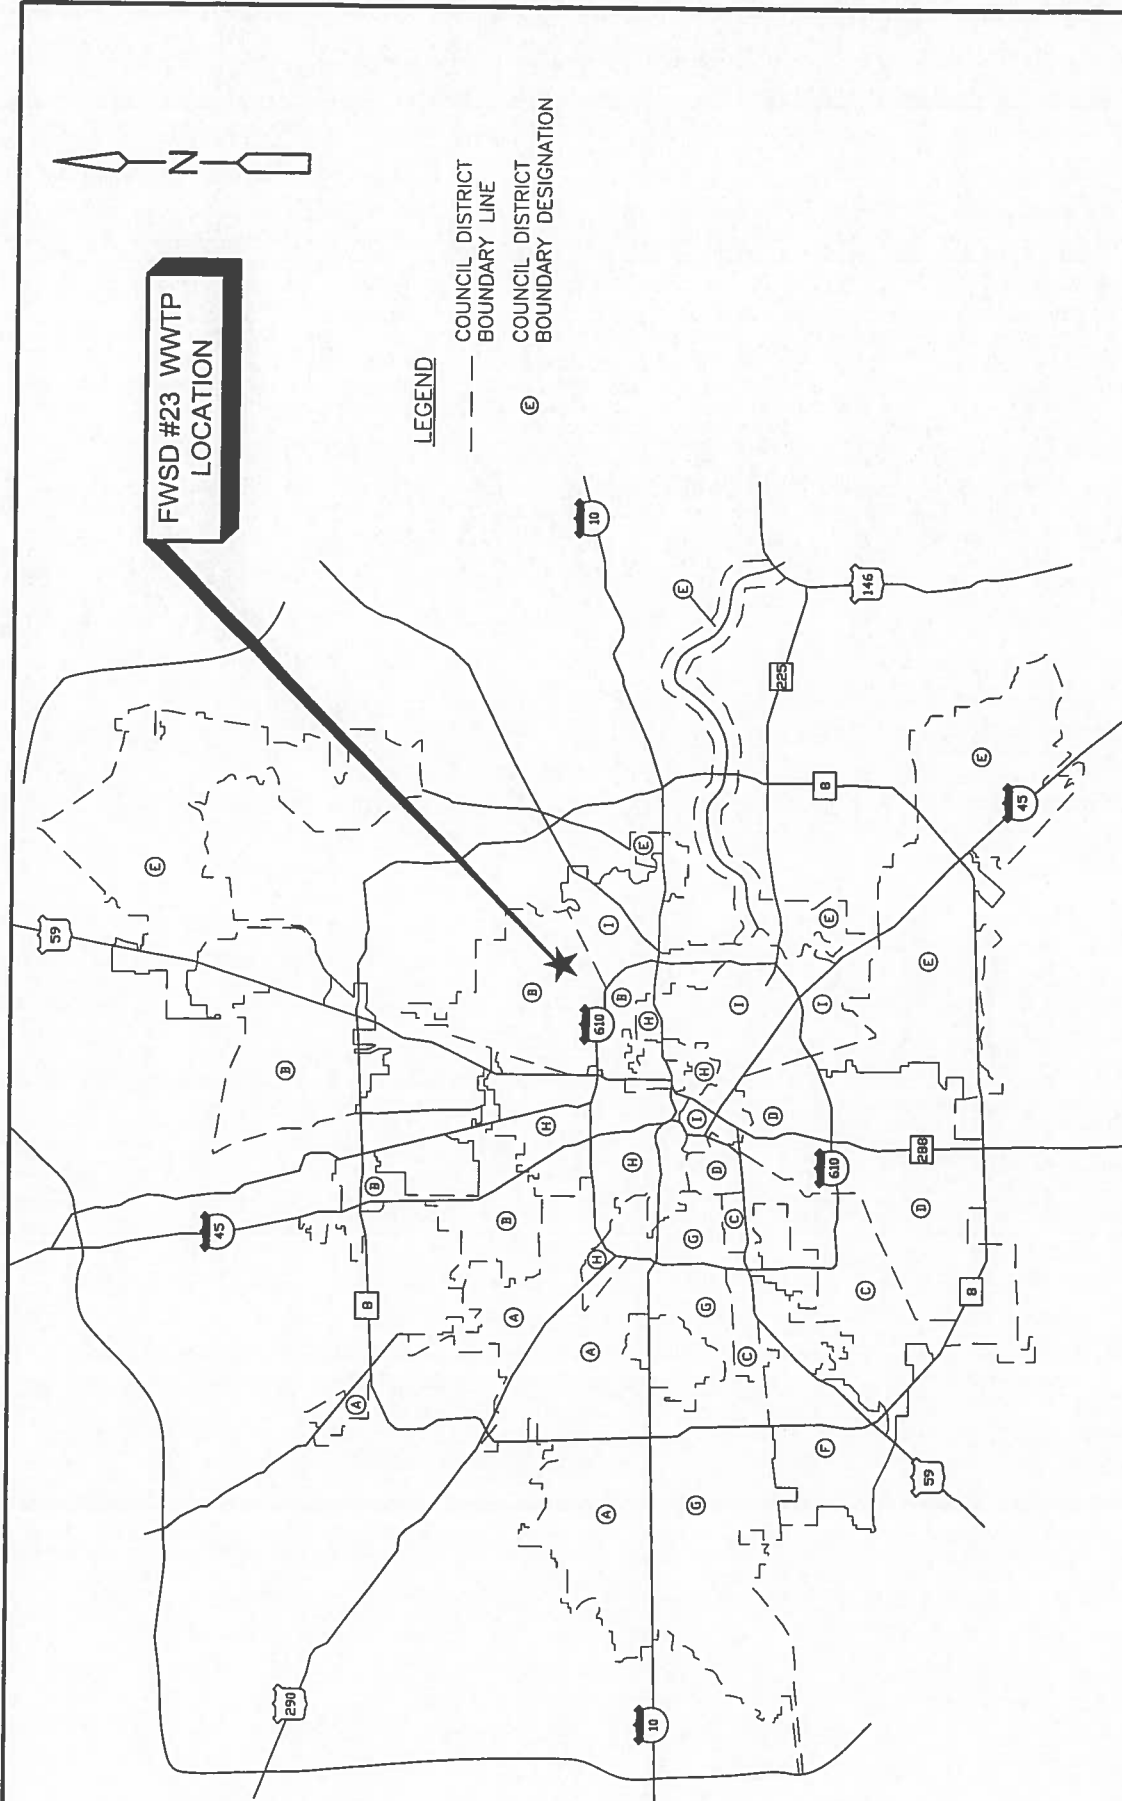 N
FWSD #23 WWTP
LOCATION
LEGEND
COUNCIL DISTRICT
BOUNDARY LINE
E
COUNCIL DISTRICT
BOUNDARY DESIGNATION
59
E
45
B
290
A
8
B
B
A
B
H
A
10
H
610
A
I
B
H
E
H
10
E
G
G
I
H
G
D
C
I
C
D
225
I
8
F
E
610
C
146
D
288
59
E
8
E
45